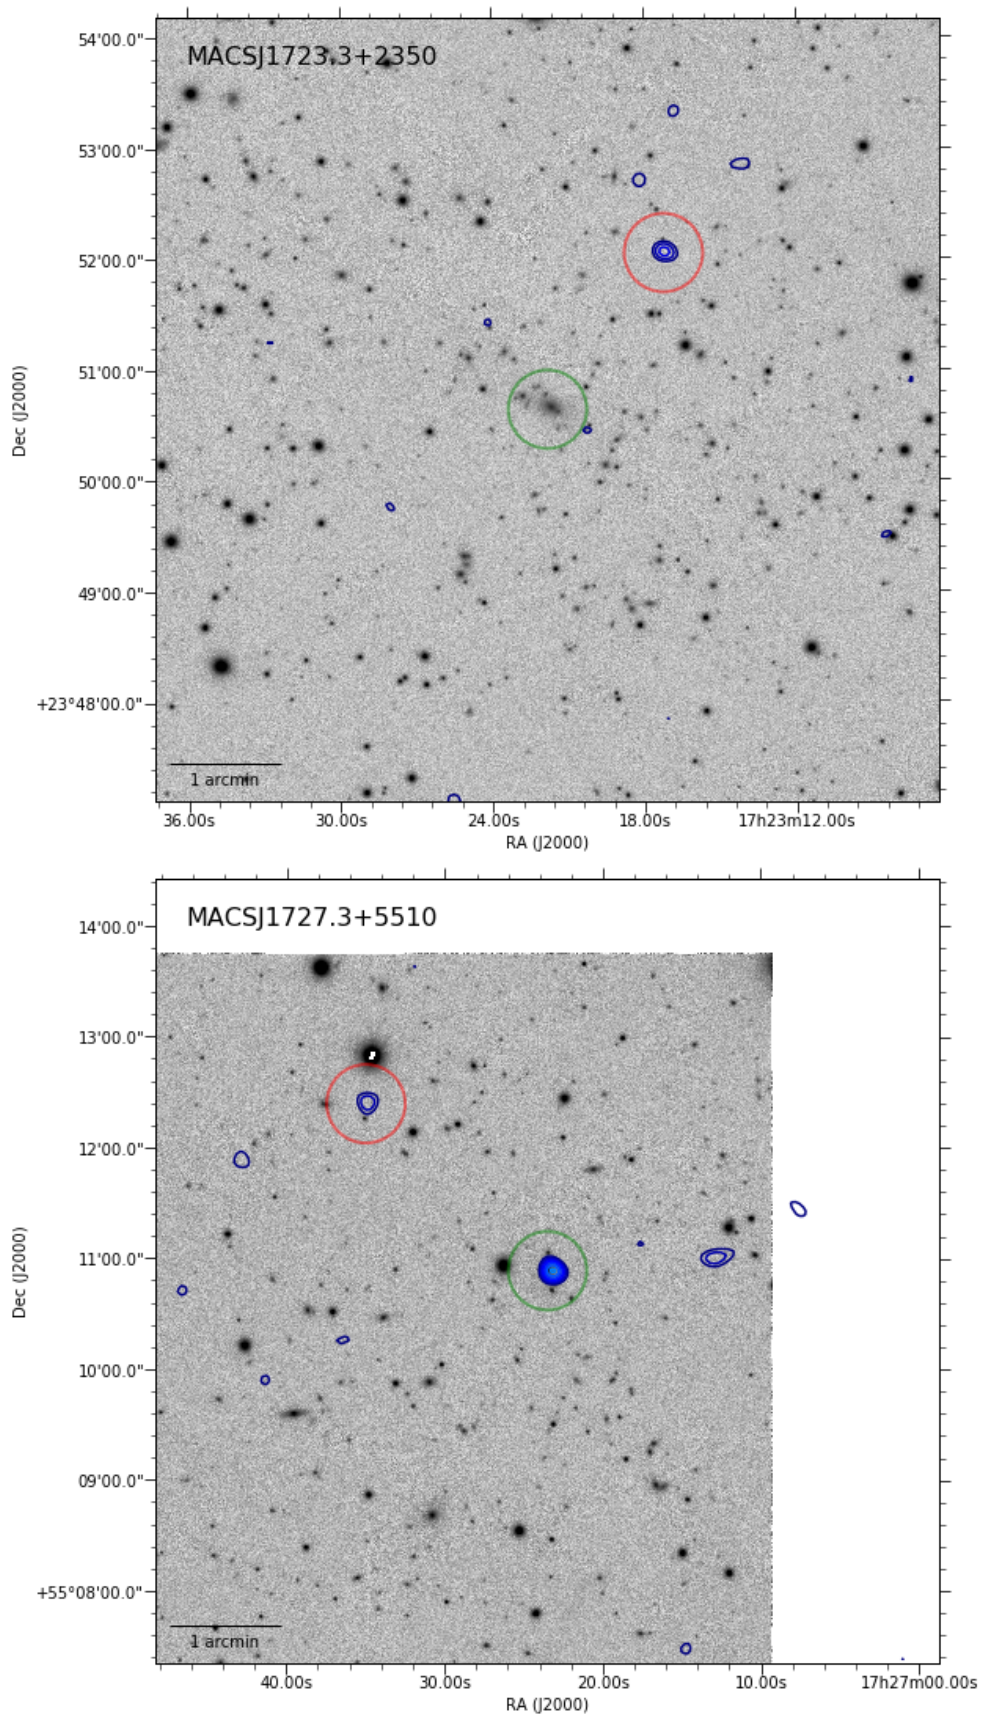 MACSJ1723.3+2350
54'00.0"
53'00.0"
52'00.0"
51'00.0"
50'00.0"
49'00.0"
+23°48'00.0"
Dec (J2000)
1 arcmin
36.00s 30.00s 24.00s 18.00s 17h23m12.00s
RA (J2000)
MACSJ1727.3+5510
14'00.0"
13'00.0"
12'00.0"
11'00.0"
10'00.0"
09'00.0"
+55°08'00.0"
Dec (J2000)
1 arcmin
40.00s 30.00s 20.00s 10.00s 17h27m00.00s
RA (J2000)